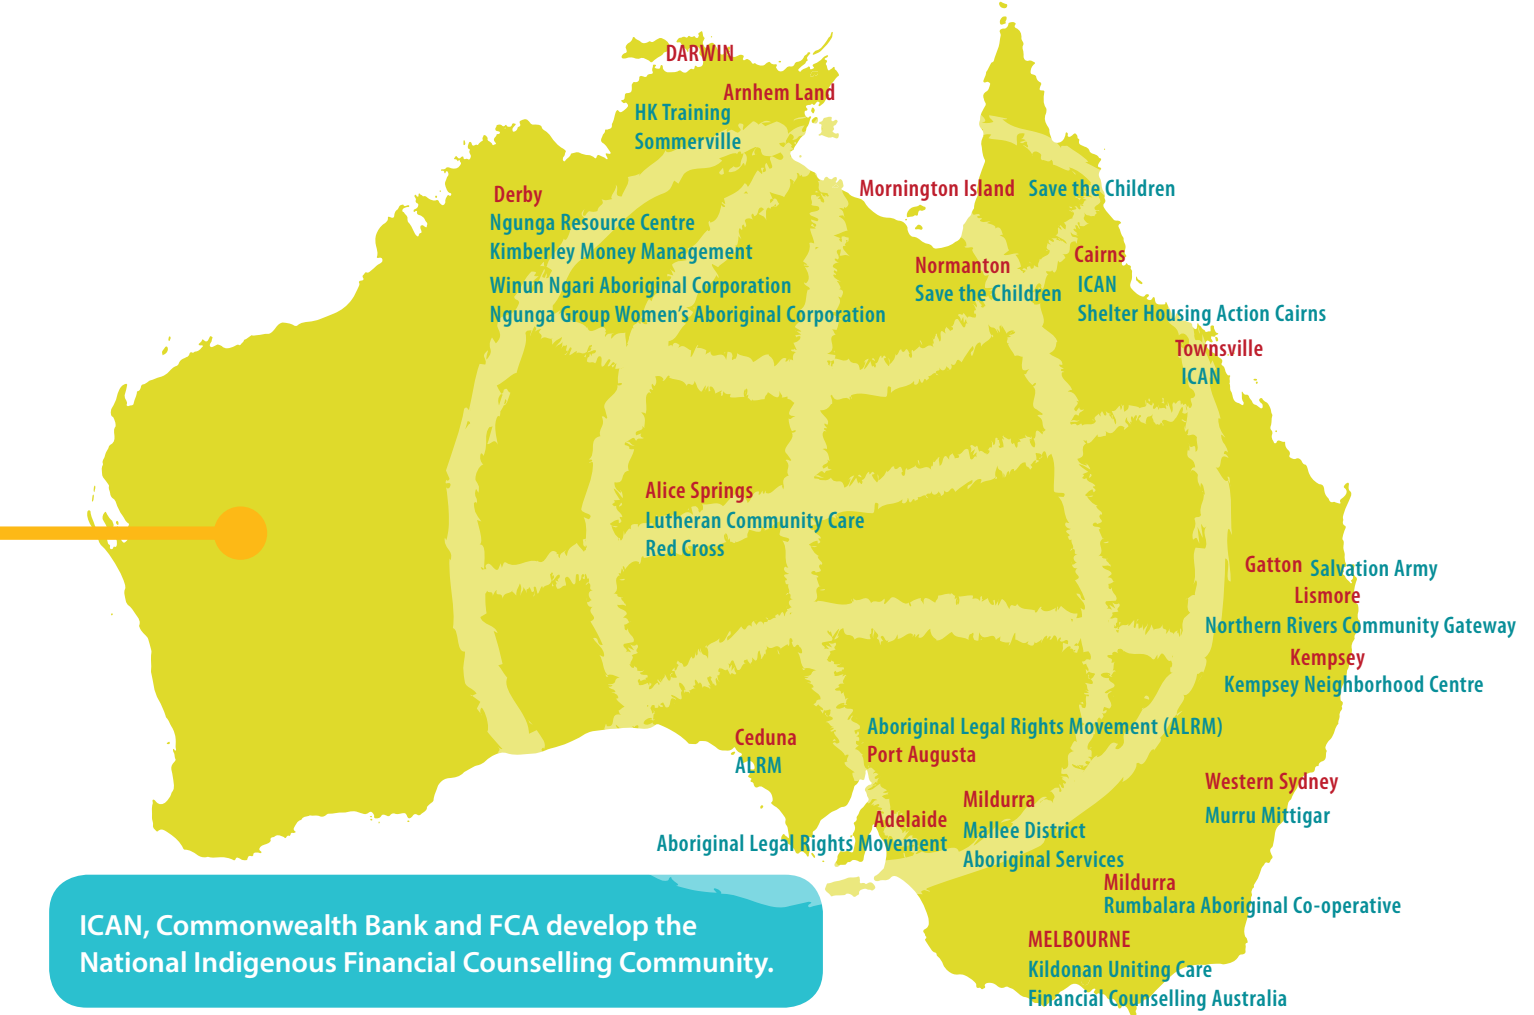 DARWIN
Arnhem Land
HK Training
Sommerville
Derby
Ngunga Resource Centre
Kimberley Money Management
Winun Ngari Aboriginal Corporation
Ngunga Group Women’s Aboriginal Corporation
Mornington Island Save the Children
Normanton
Save the Children
Cairns
ICAN
Shelter Housing Action Cairns
Townsville
ICAN
Alice Springs
Lutheran Community Care
Red Cross
Gatton Salvation Army
Lismore
Northern Rivers Community Gateway
Kempsey
Kempsey Neighborhood Centre
Ceduna
ALRM
Aboriginal Legal Rights Movement (ALRM)
Port Augusta
Adelaide
Aboriginal Legal Rights Movement
Mildurra
Mallee District
Aboriginal Services
Western Sydney
Murru Mittigar
Mildurra
Rumbalara Aboriginal Co-operative
MELBOURNE
Kildonan Uniting Care
Financial Counselling Australia
ICAN, Commonwealth Bank and FCA develop the
National Indigenous Financial Counselling Community.